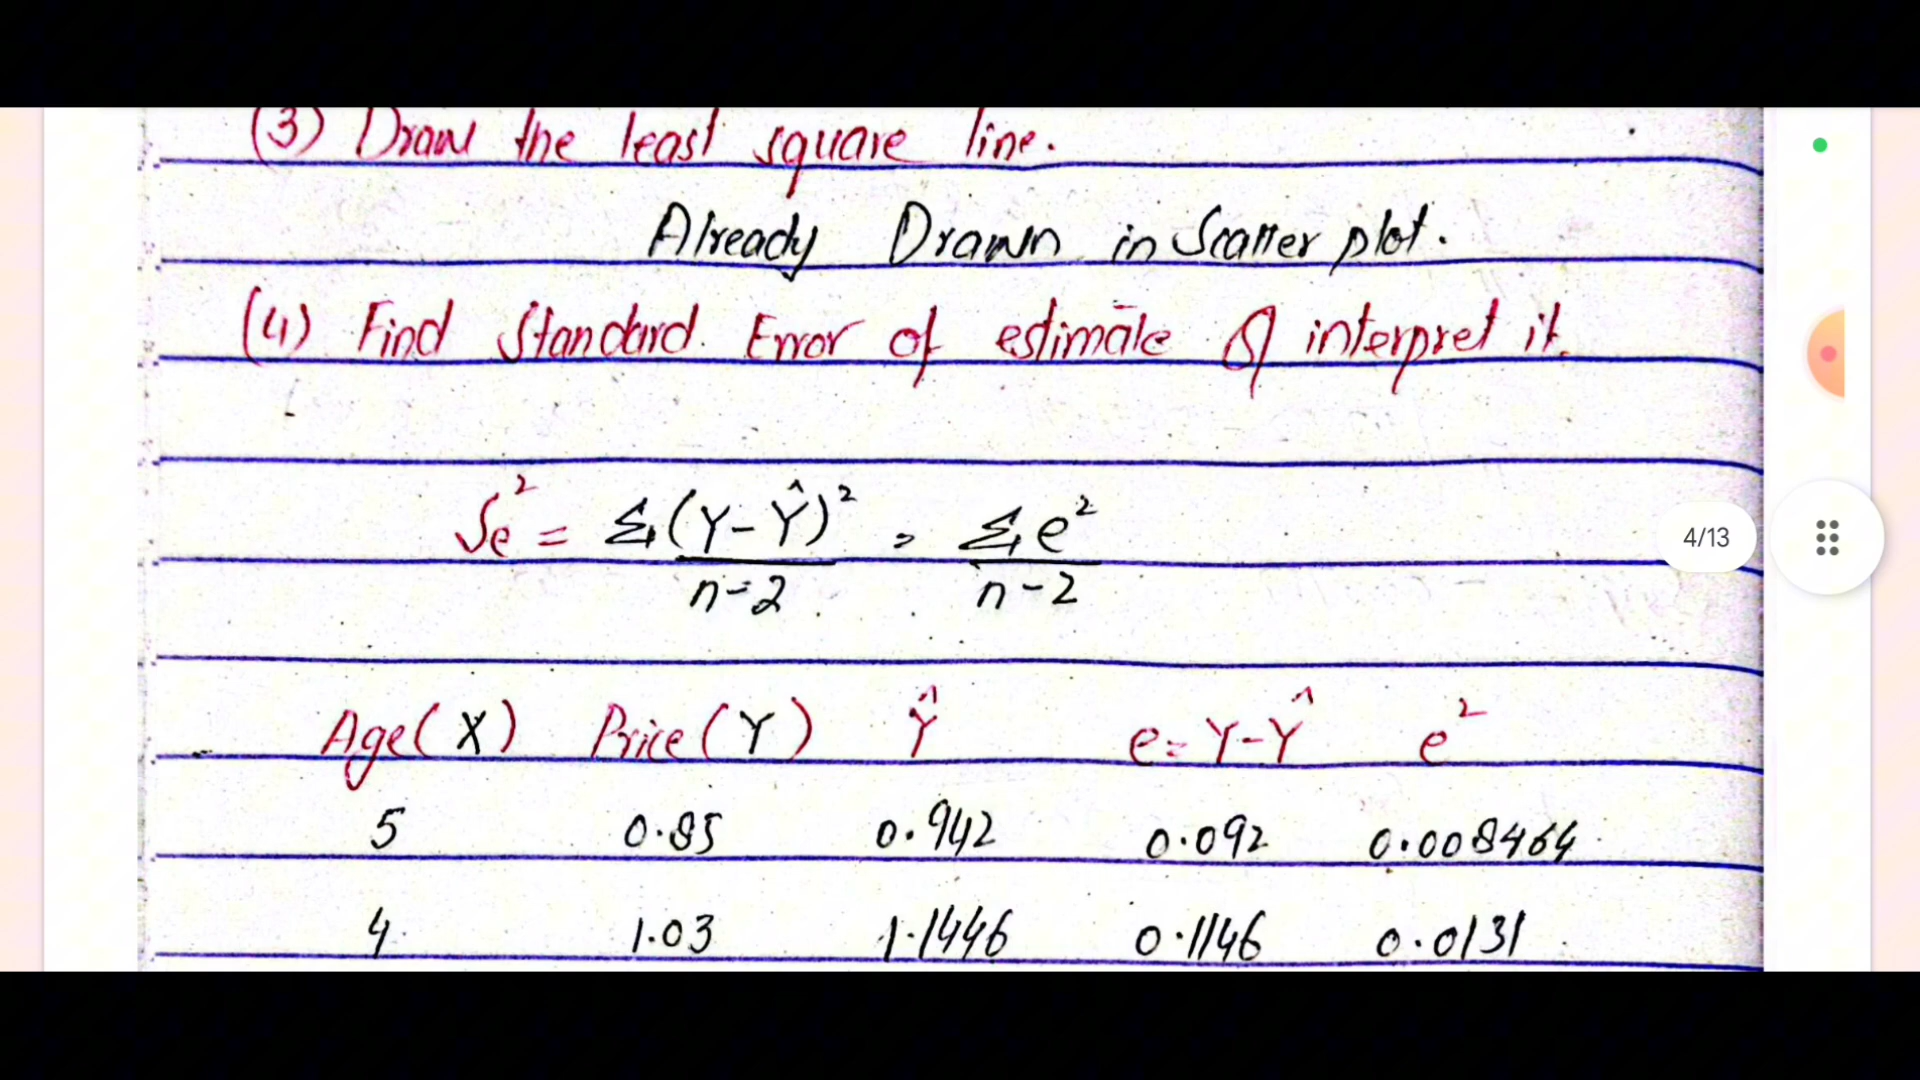 (3) Draw the least square line.
Already Drawn in Scatter plot.
(4) Find Standard Error of estimate & interpret it.
Se² = Σ(Y-Ŷ)² / n-2 = Σe² / n-2
4/13
Age(X) Price(Y) Ŷ e=Y-Ŷ e²
5 0.85 0.942 0.092 0.008464
4 1.03 1.1446 0.1146 0.0131